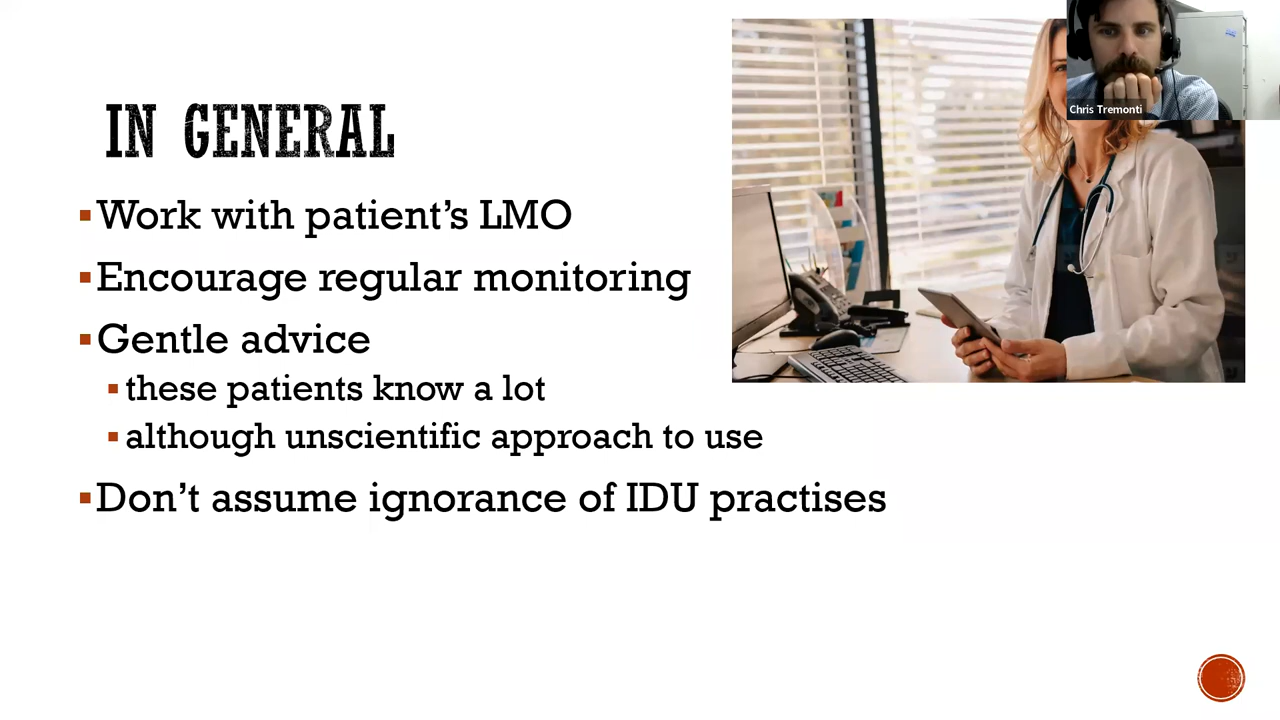 IN GENERAL
Work with patient's LMO
Encourage regular monitoring
Gentle advice
these patients know a lot
although unscientific approach to use
Don't assume ignorance of IDU practises
Chris Tremonti